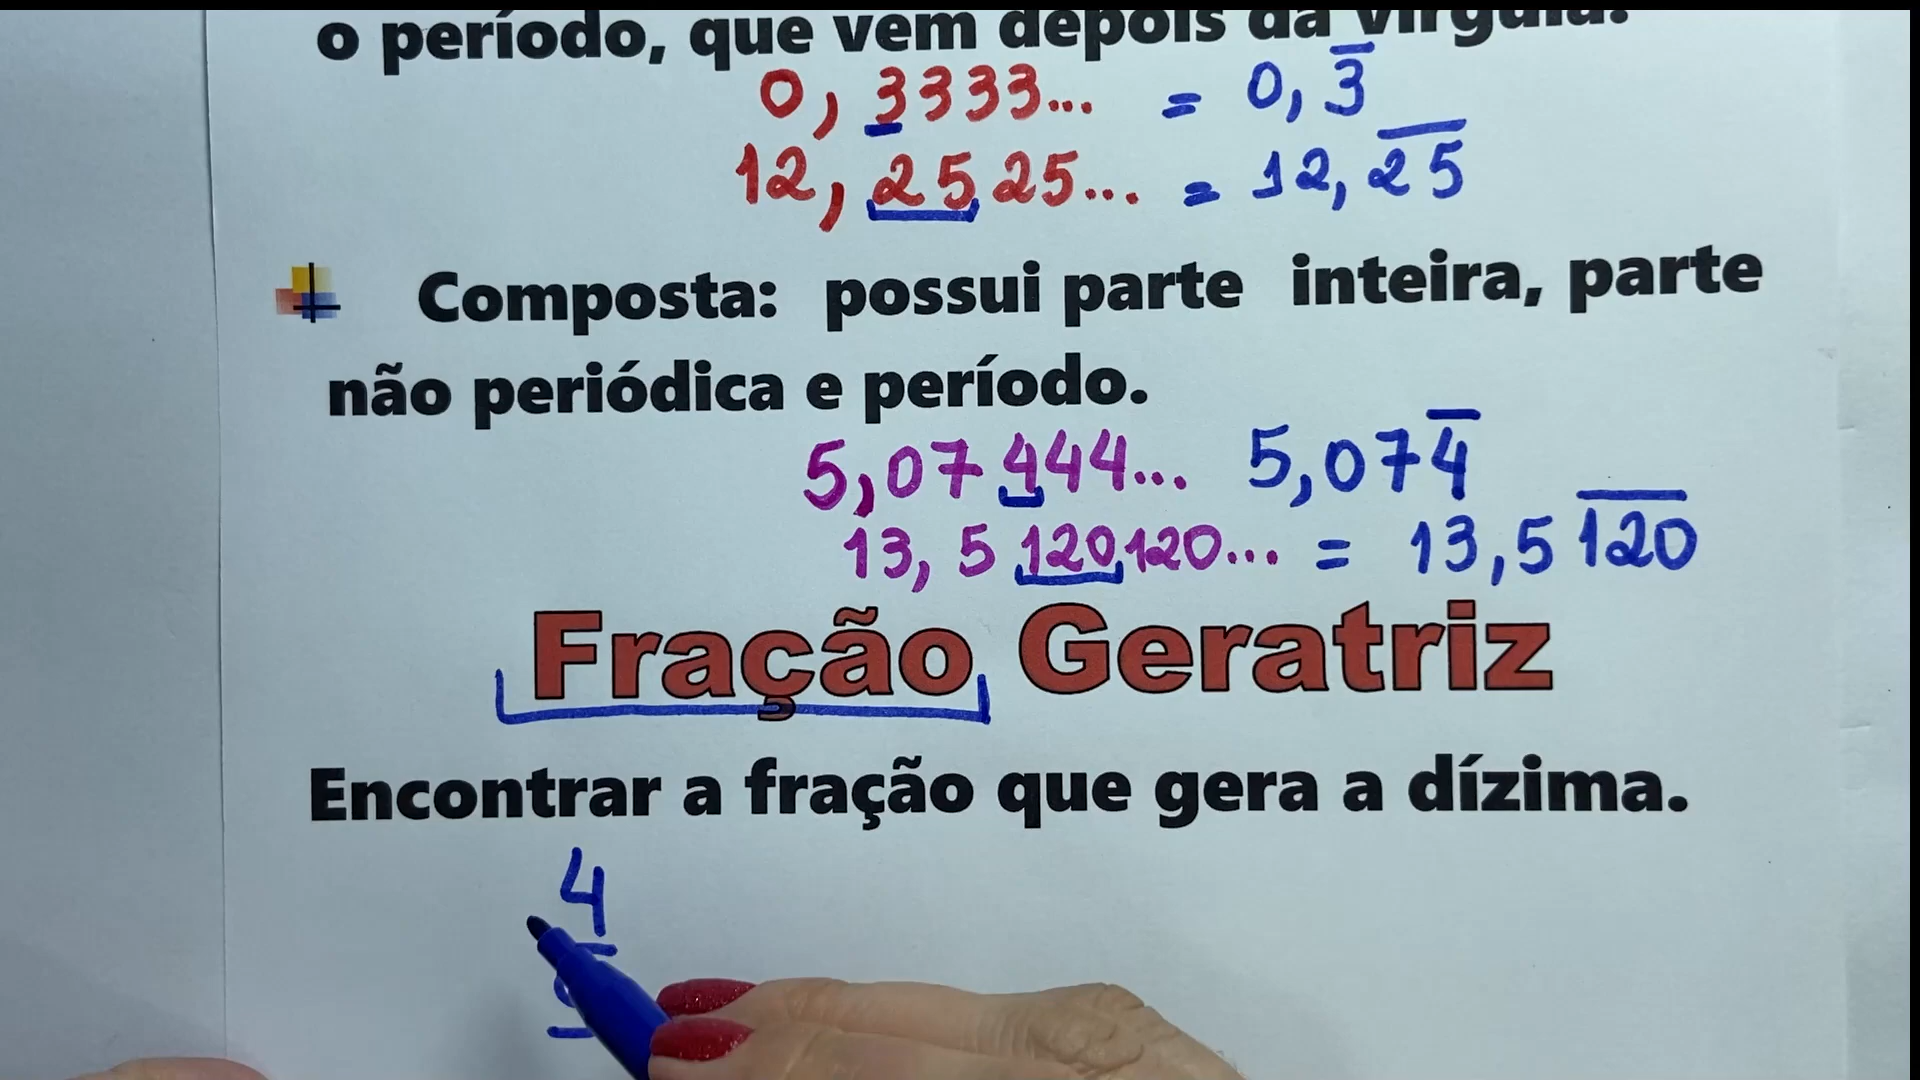 o período, que vem depois da vírgula.
0,3333... = 0,3̅
12,2525... = 12,2̅5̅
Composta: possui parte inteira, parte
não periódica e período.
5,07444... 5,074̅
13,5120120... = 13,51̅2̅0̅
Fração Geratriz
Encontrar a fração que gera a dízima.
4